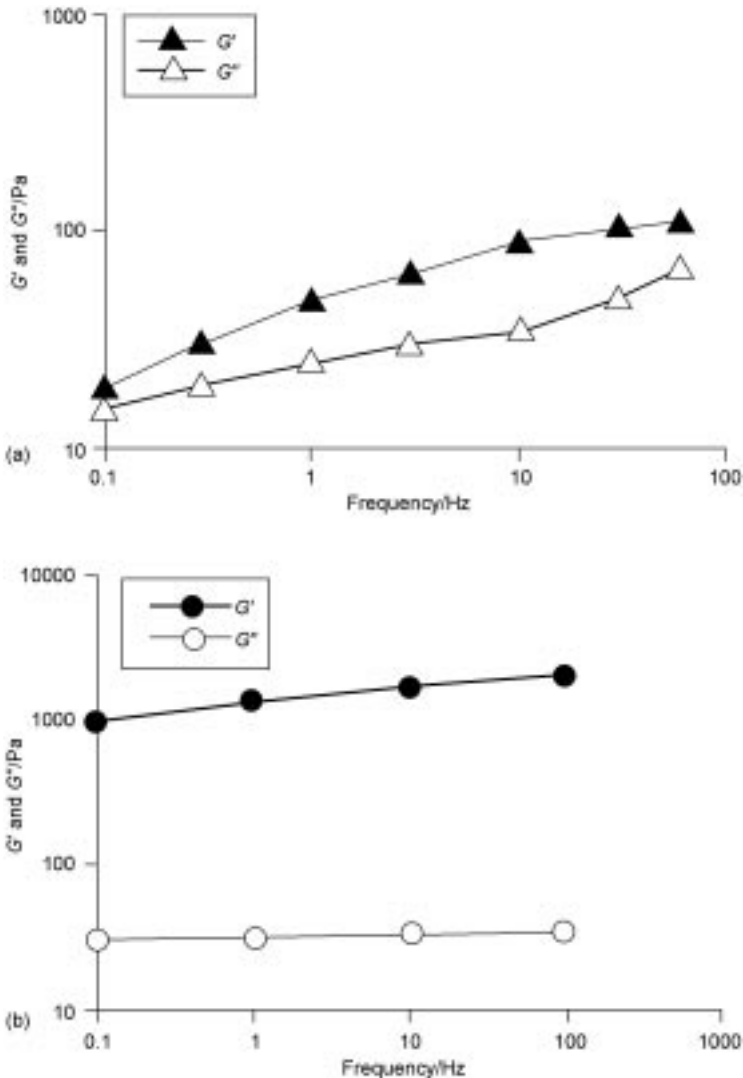 1000
G'
G"
G' and G"/Pa
100
10
(a)
0.1 1 10 100
Frequency/Hz
10000
G'
G"
1000
G' and G"/Pa
100
10
(b)
0.1 1 10 100 1000
Frequency/Hz